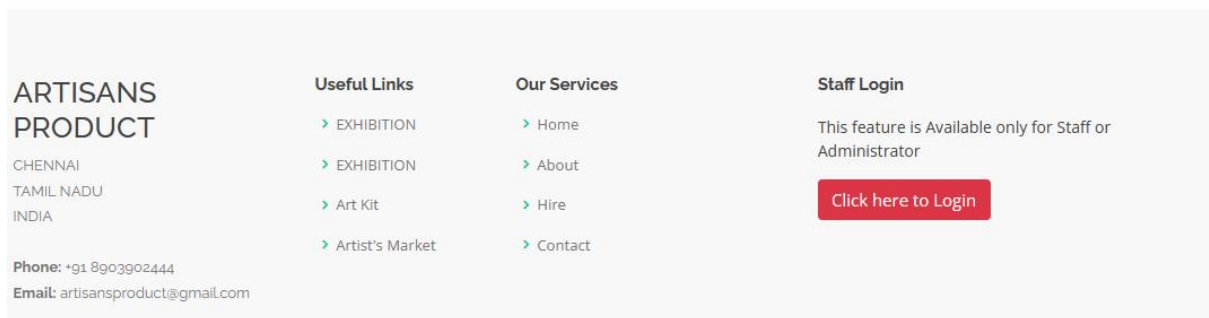 ARTISANS
PRODUCT
CHENNAI
TAMIL NADU
INDIA
Phone: +91 8903902444
Email: artisansproduct@gmail.com
Useful Links
EXHIBITION
EXHIBITION
Art Kit
Artist's Market
Our Services
Home
About
Hire
Contact
Staff Login
This feature is Available only for Staff or
Administrator
Click here to Login